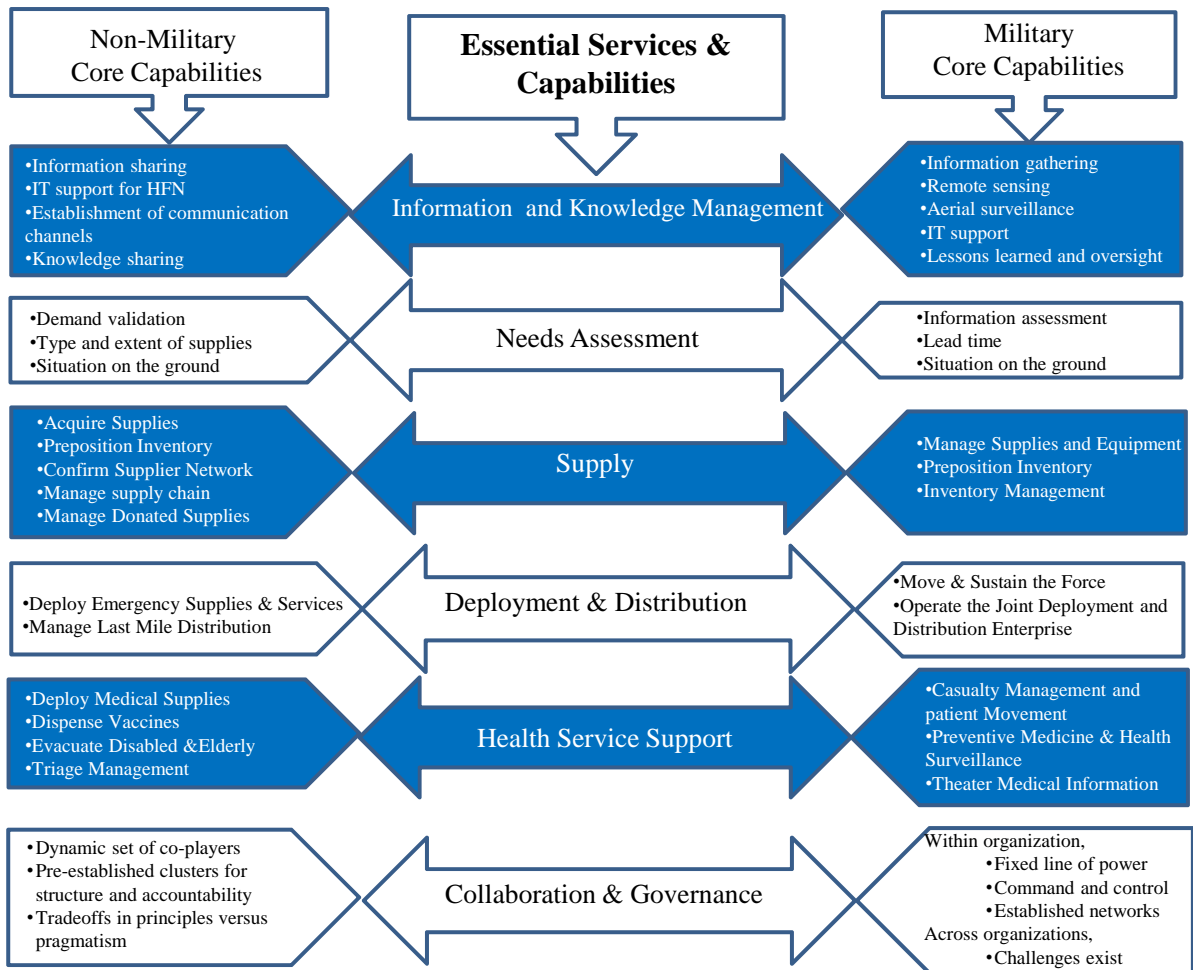 Non-Military
Core Capabilities
Essential Services &
Capabilities
Military
Core Capabilities
•Information sharing
•IT support for HFN
•Establishment of communication
channels
•Knowledge sharing
Information and Knowledge Management
•Information gathering
•Remote sensing
•Aerial surveillance
•IT support
•Lessons learned and oversight
•Demand validation
•Type and extent of supplies
•Situation on the ground
Needs Assessment
•Information assessment
•Lead time
•Situation on the ground
•Acquire Supplies
•Preposition Inventory
•Confirm Supplier Network
•Manage supply chain
•Manage Donated Supplies
Supply
•Manage Supplies and Equipment
•Preposition Inventory
•Inventory Management
•Deploy Emergency Supplies & Services
•Manage Last Mile Distribution
Deployment & Distribution
•Move & Sustain the Force
•Operate the Joint Deployment and
Distribution Enterprise
•Deploy Medical Supplies
•Dispense Vaccines
•Evacuate Disabled &Elderly
•Triage Management
Health Service Support
•Casualty Management and
patient Movement
•Preventive Medicine & Health
Surveillance
•Theater Medical Information
•Dynamic set of co-players
•Pre-established clusters for
structure and accountability
•Tradeoffs in principles versus
pragmatism
Collaboration & Governance
Within organization,
•Fixed line of power
•Command and control
•Established networks
Across organizations,
•Challenges exist